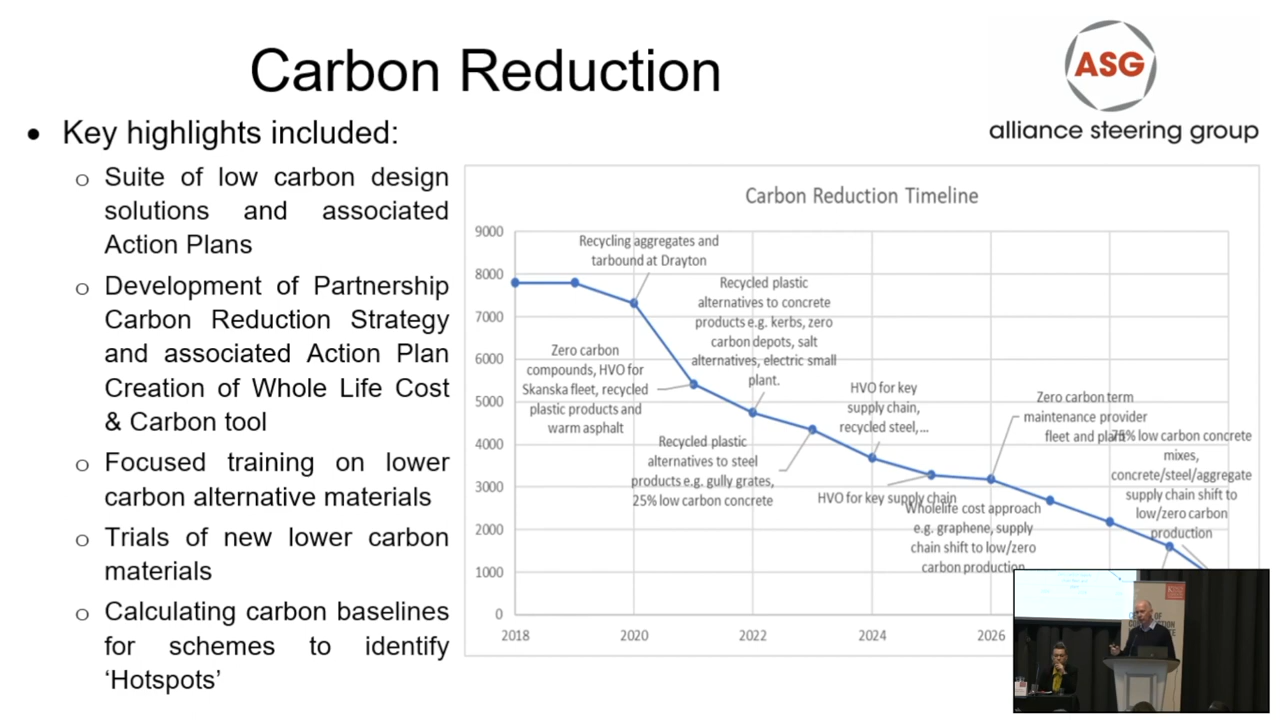 Carbon Reduction
ASG
alliance steering group
Key highlights included:
Suite of low carbon design
solutions and associated
Action Plans
Development of Partnership
Carbon Reduction Strategy
and associated Action Plan
Creation of Whole Life Cost
& Carbon tool
Focused training on lower
carbon alternative materials
Trials of new lower carbon
materials
Calculating carbon baselines
for schemes to identify
‘Hotspots’
Carbon Reduction Timeline
9000
8000
7000
6000
5000
4000
3000
2000
1000
0
2018
2020
2022
2024
2026
Recycling aggregates and
tarbound at Drayton
Zero carbon
compounds, HVO for
Skanska fleet, recycled
plastic products and
warm asphalt
Recycled plastic
alternatives to concrete
products e.g. kerbs, zero
carbon depots, salt
alternatives, electric small
plant.
Recycled plastic
alternatives to steel
products e.g. gully grates,
25% low carbon concrete
HVO for key
supply chain,
recycled steel,...
HVO for key supply chain
Zero carbon term
maintenance provider
fleet and plant
Wholelife cost approach
e.g. graphene, supply
chain shift to low/zero
carbon production
75% low carbon concrete
mixes,
concrete/steel/aggregate
supply chain shift to
low/zero carbon
production